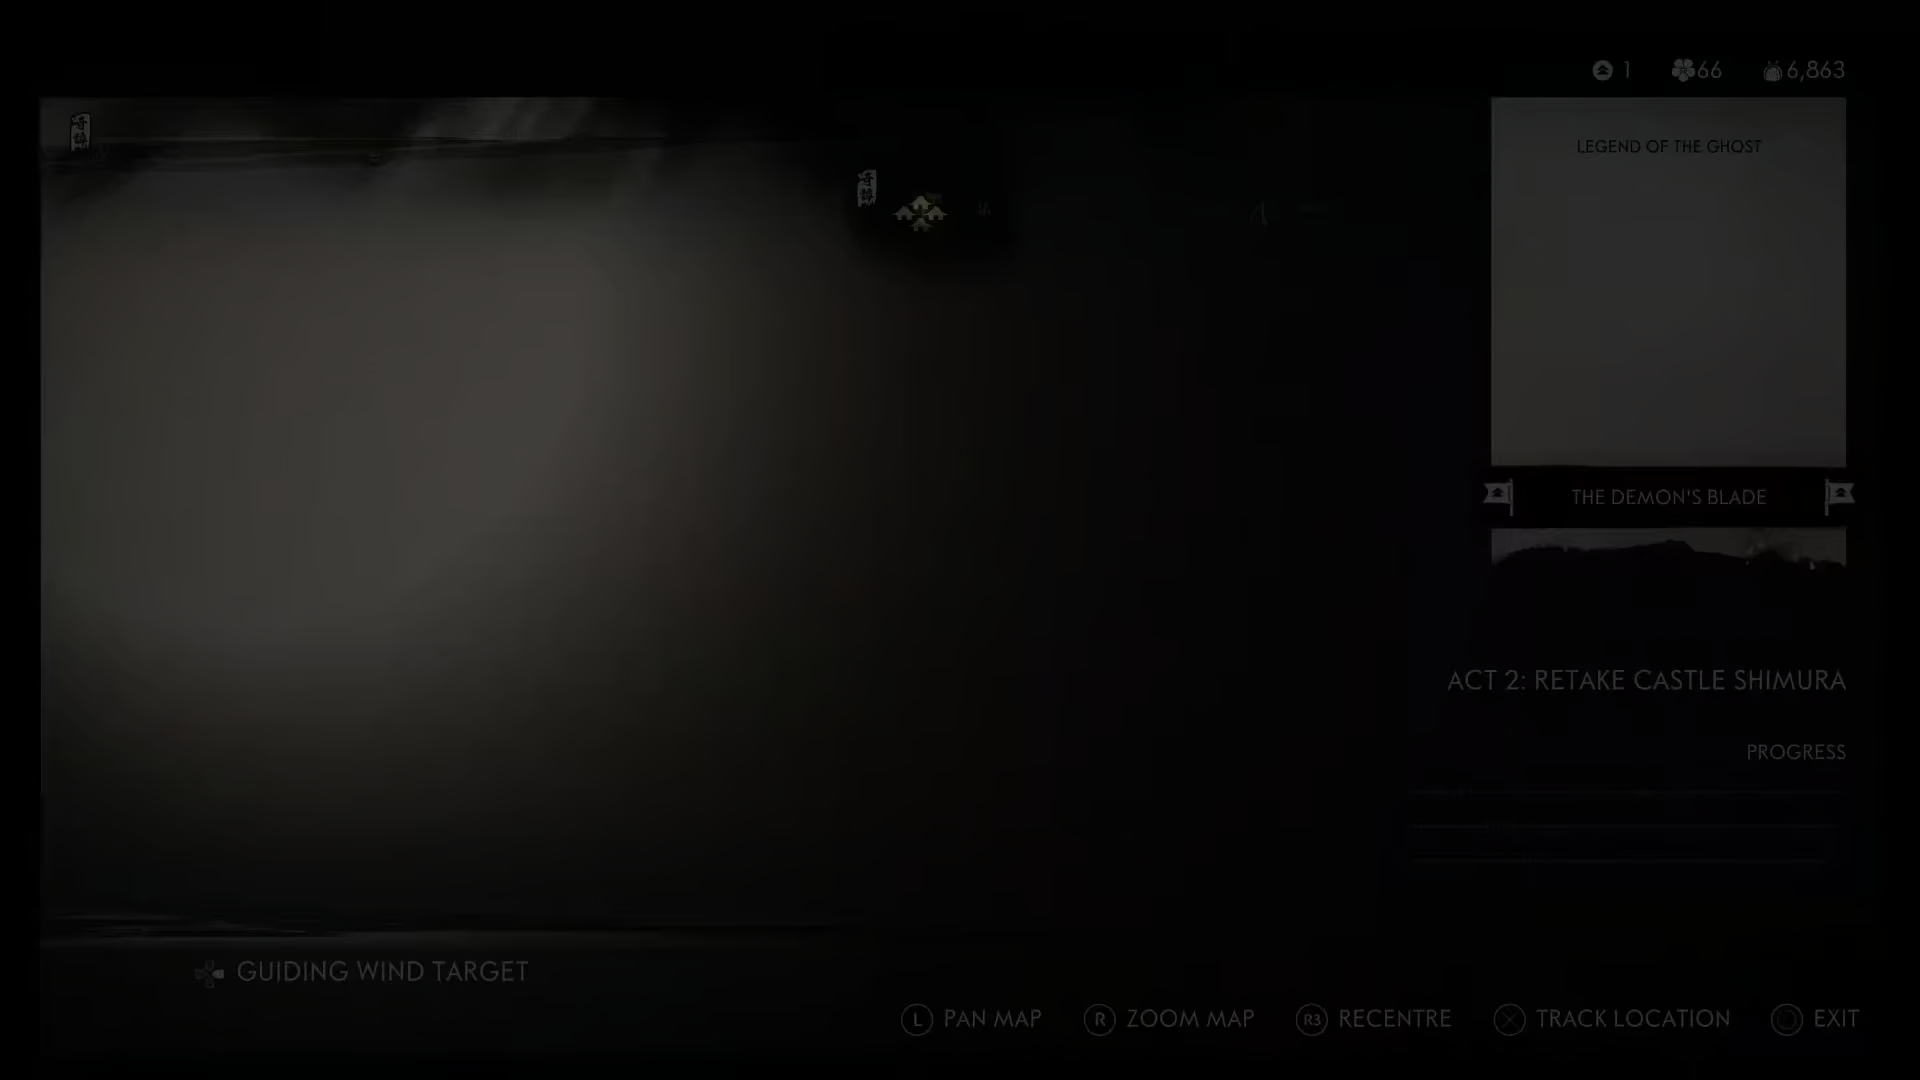 1 66 6,863
LEGEND OF THE GHOST
THE DEMON'S BLADE
ACT 2: RETAKE CASTLE SHIMURA
PROGRESS
GUIDING WIND TARGET
L PAN MAP R ZOOM MAP R3 RECENTRE TRACK LOCATION EXIT